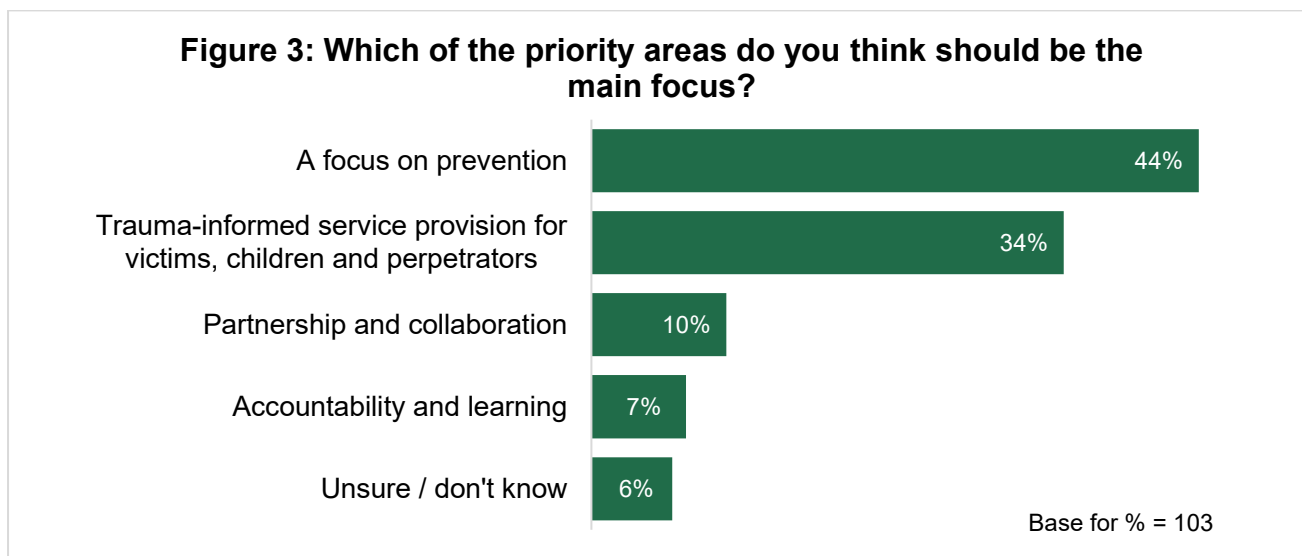 Figure 3: Which of the priority areas do you think should be the
main focus?
A focus on prevention
44%
Trauma-informed service provision for
victims, children and perpetrators
34%
Partnership and collaboration
10%
Accountability and learning
7%
Unsure / don't know
6%
Base for % = 103